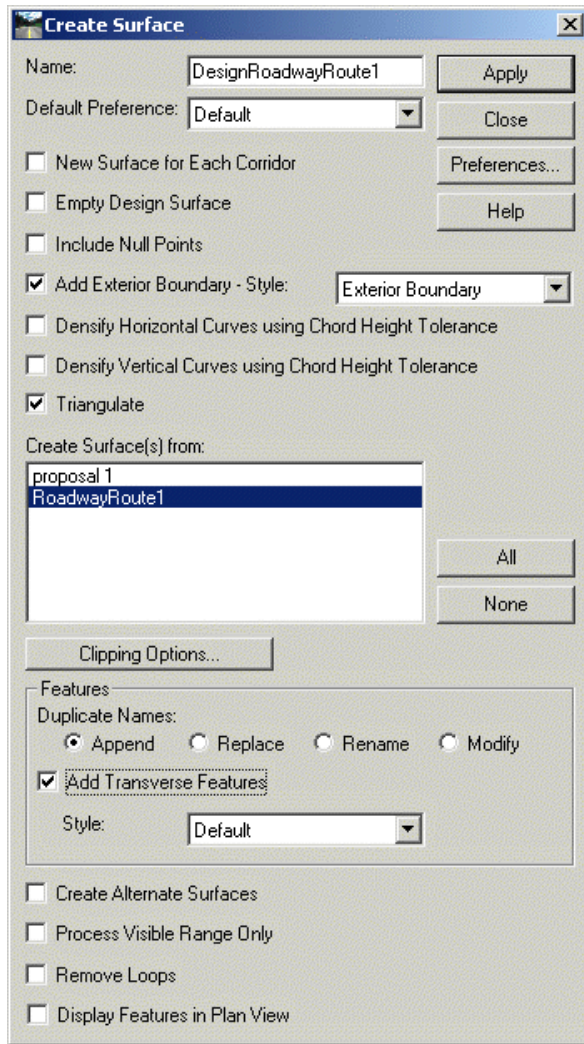 Create Surface
Name: DesignRoadwayRoute1 Apply
Default Preference: Default Close
New Surface for Each Corridor Preferences...
Empty Design Surface Help
Include Null Points
Add Exterior Boundary - Style: Exterior Boundary
Densify Horizontal Curves using Chord Height Tolerance
Densify Vertical Curves using Chord Height Tolerance
Triangulate
Create Surface(s) from:
proposal 1
RoadwayRoute1
All
None
Clipping Options...
Features
Duplicate Names:
Append Replace Rename Modify
Add Transverse Features
Style: Default
Create Alternate Surfaces
Process Visible Range Only
Remove Loops
Display Features in Plan View